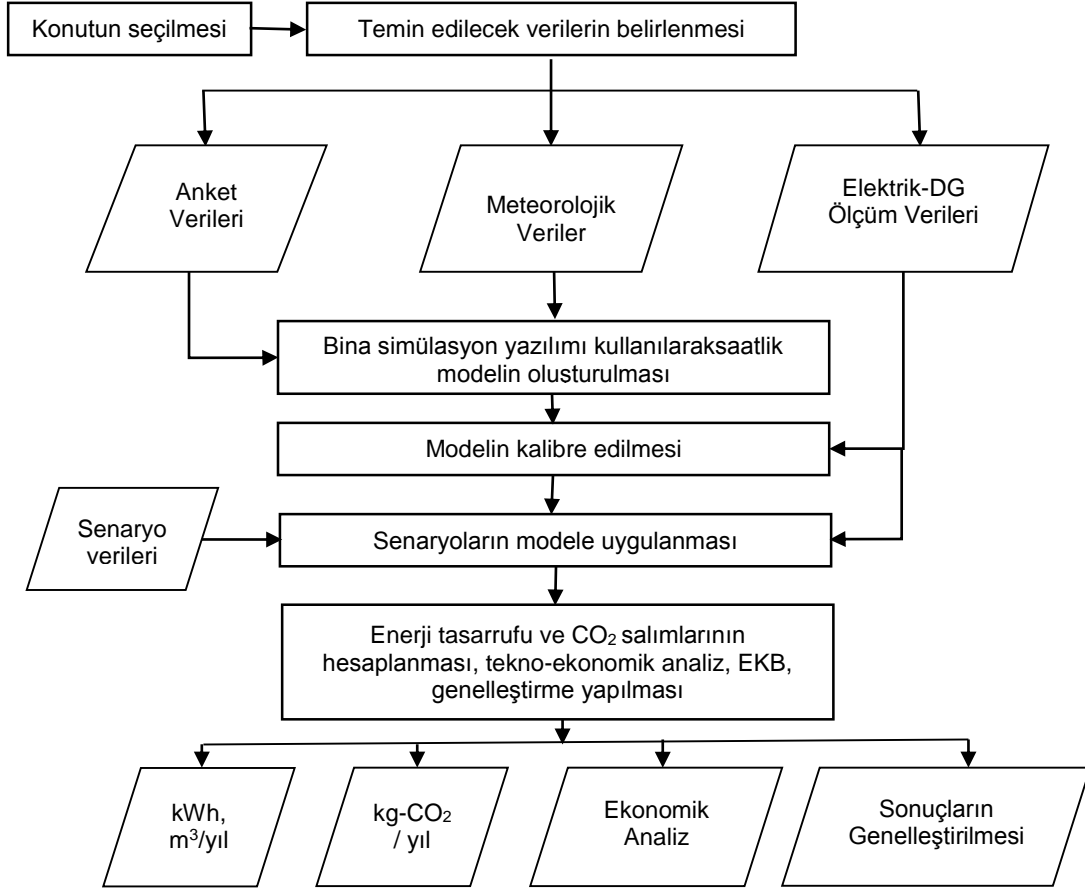 Konutun seçilmesi
Temin edilecek verilerin belirlenmesi
Anket
Verileri
Meteorolojik
Veriler
Elektrik-DG
Ölçüm Verileri
Bina simülasyon yazılımı kullanılaraksaatlik
modelin olusturulması
Modelin kalibre edilmesi
Senaryo
verileri
Senaryoların modele uygulanması
Enerji tasarrufu ve CO₂ salımlarının
hesaplanması, tekno-ekonomik analiz, EKB,
genelleştirme yapılması
kWh,
m³/yıl
kg-CO₂
/ yıl
Ekonomik
Analiz
Sonuçların
Genelleştirilmesi